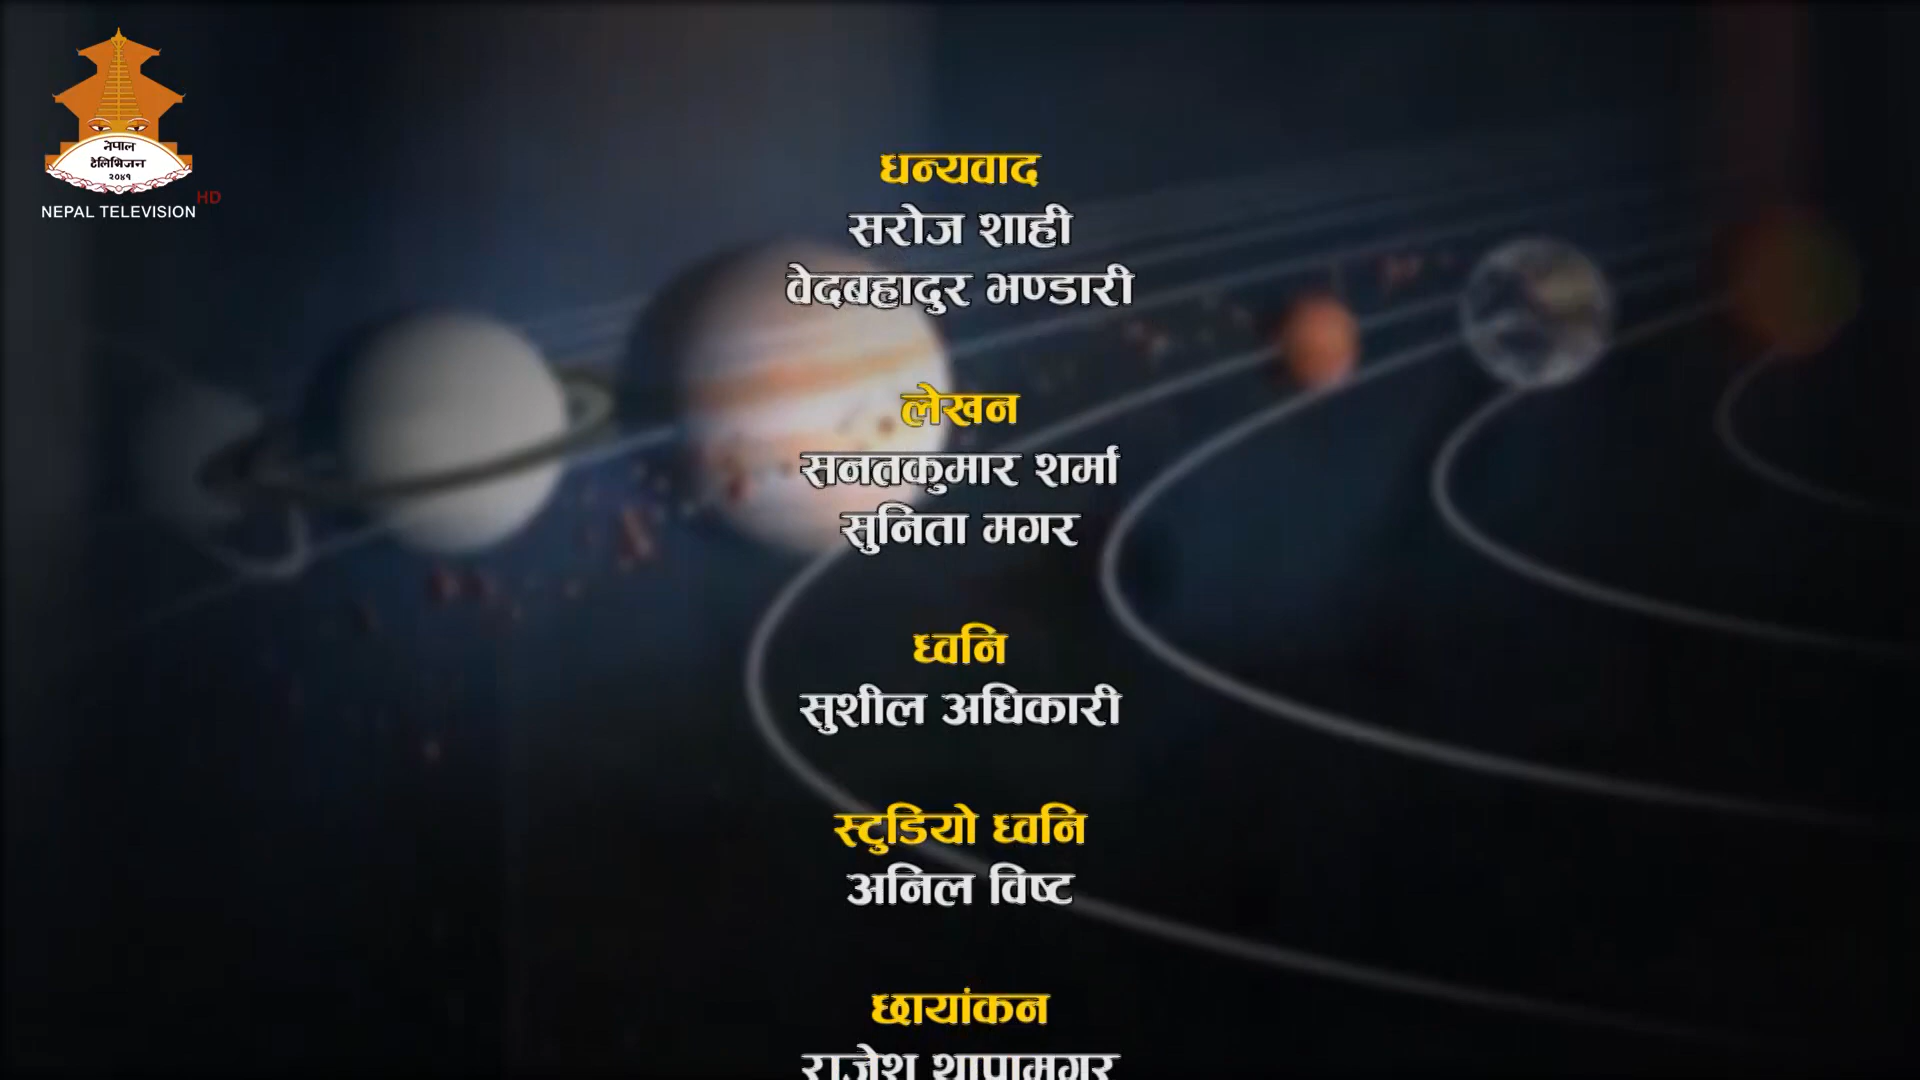 नेपाल
टेलिभिजन
२०४१
HD
NEPAL TELEVISION
धन्यवाद
सरोज शाही
वेदबहादुर भण्डारी
लेखन
सनतकुमार शर्मा
सुनिता मगर
ध्वनि
सुशील अधिकारी
स्टुडियो ध्वनि
अनिल विष्ट
छायांकन
राजेश थापामगर